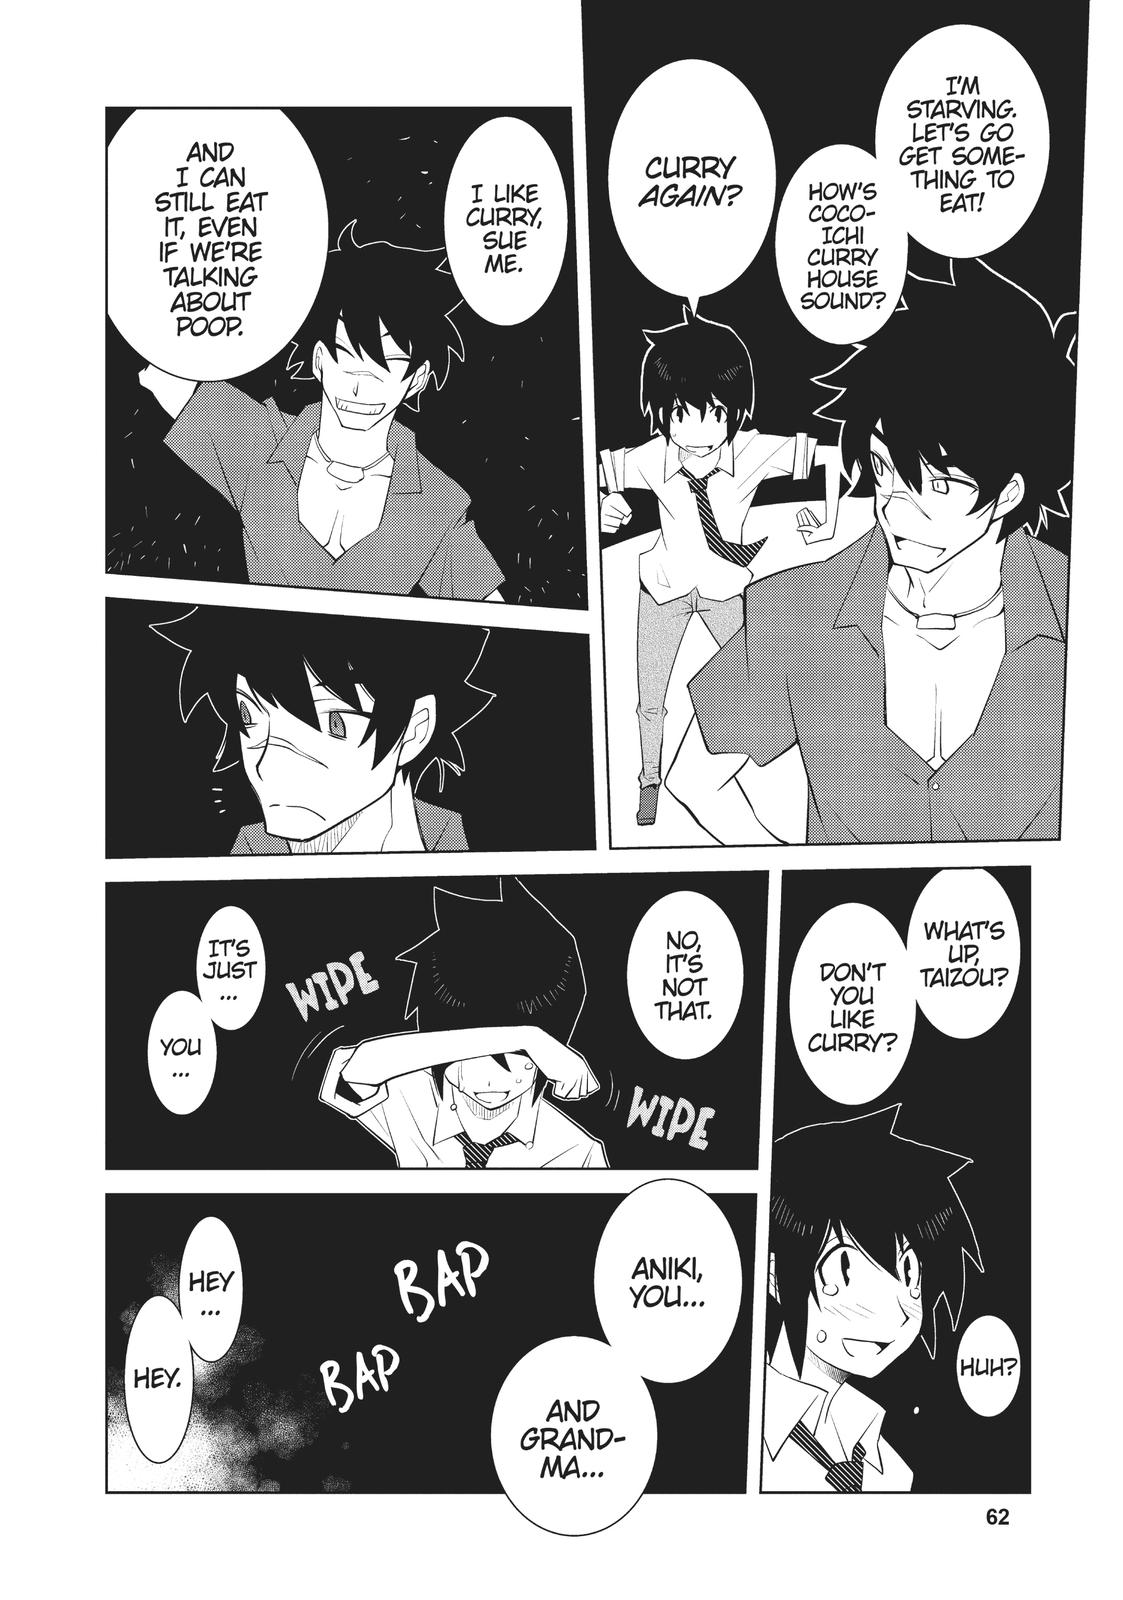 I'M
STARVING.
LET'S GO
GET SOME-
THING TO
EAT!
HOW'S
COCO-
ICHI
CURRY
HOUSE
SOUND?
CURRY
AGAIN?
I LIKE
CURRY,
SUE
ME.
AND
I CAN
STILL EAT
IT, EVEN
IF WE'RE
TALKING
ABOUT
POOP.
WHAT'S
UP,
TAIZOU?
DON'T
YOU
LIKE
CURRY?
HUH?
NO,
IT'S
NOT
THAT.
WIPE
WIPE
IT'S
JUST
...
YOU
...
ANIKI,
YOU...
AND
GRAND-
MA...
BAP
BAP
HEY
...
HEY.
62